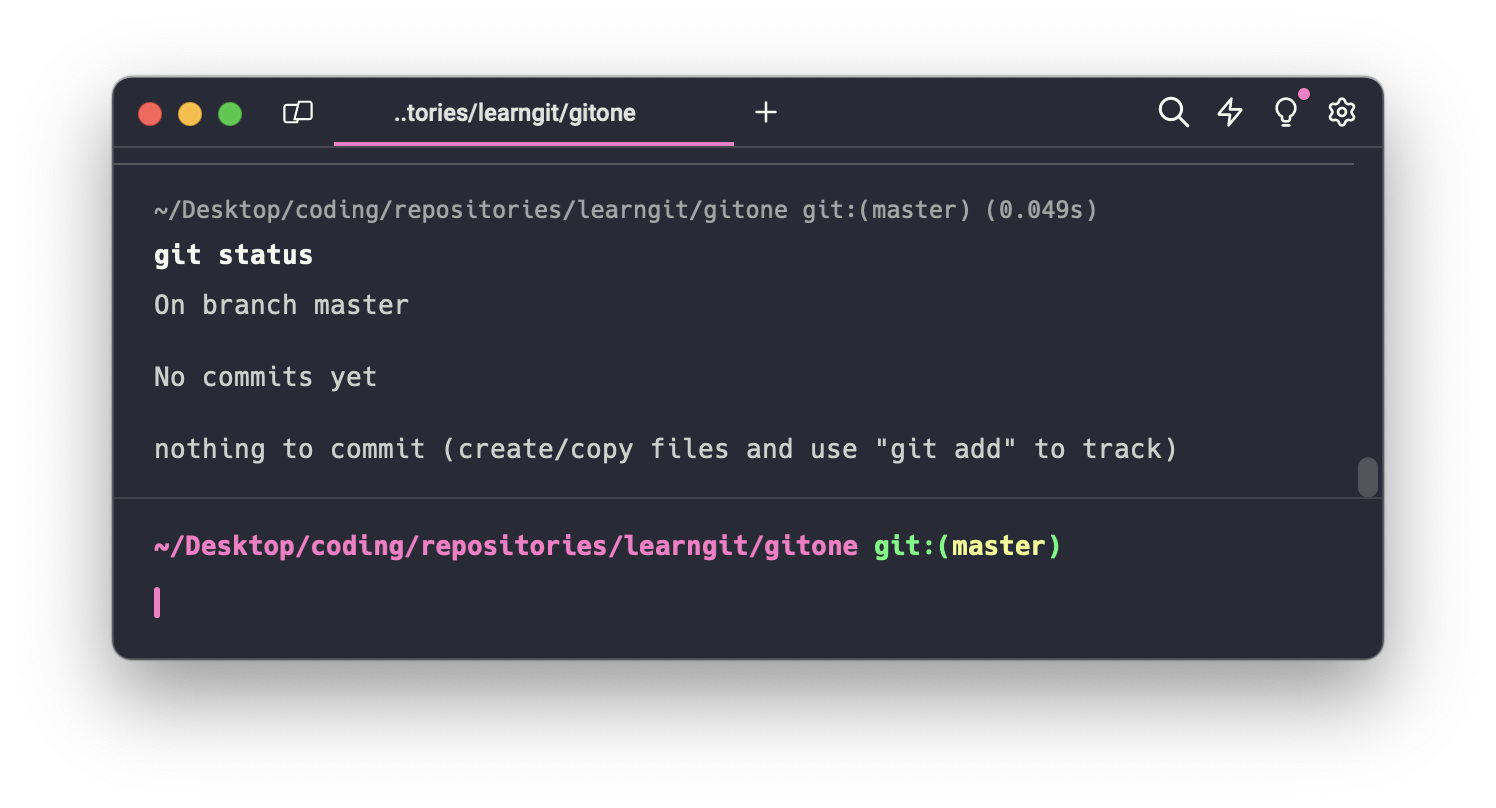 ..tories/learngit/gitone
~/Desktop/coding/repositories/learngit/gitone git:(master) (0.049s)
git status
On branch master
No commits yet
nothing to commit (create/copy files and use "git add" to track)
~/Desktop/coding/repositories/learngit/gitone git:(master)